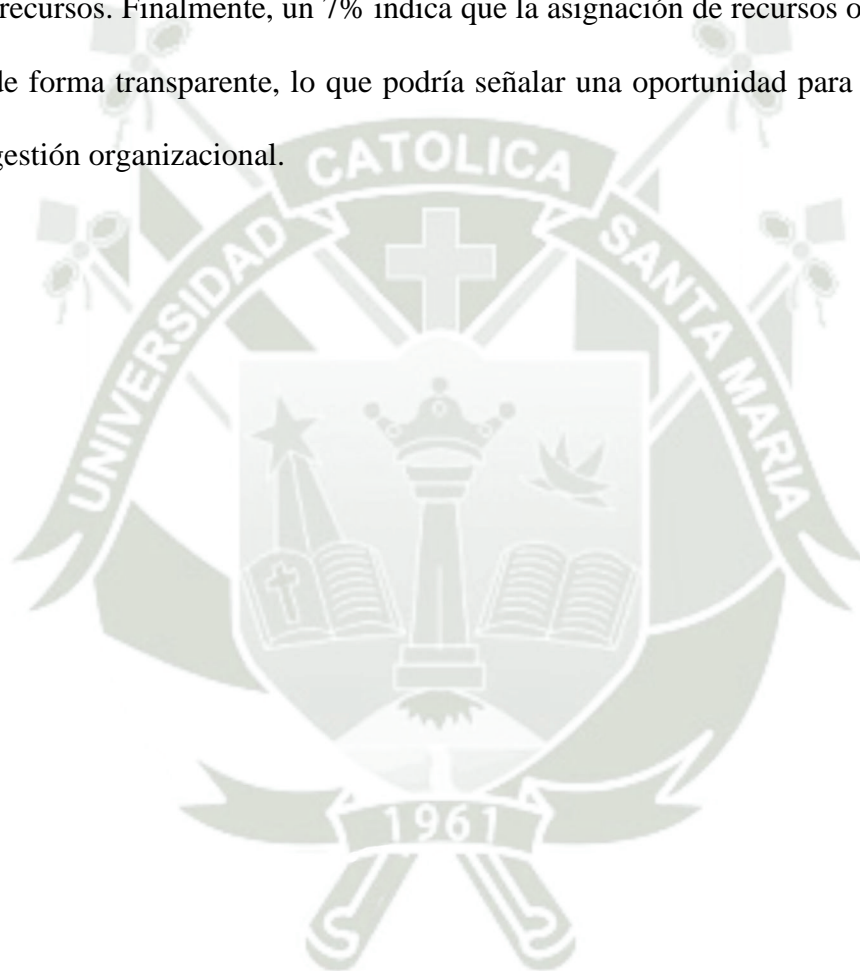 recursos. Finalmente, un 7% indica que la asignación de recursos o
de forma transparente, lo que podría señalar una oportunidad para
gestión organizacional.
UNIVERSIDAD CATOLICA SANTA MARIA
1961